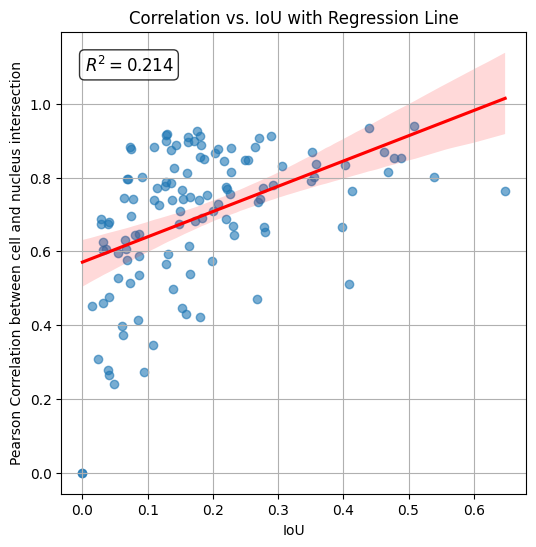 Correlation vs. IoU with Regression Line
R² = 0.214
Pearson Correlation between cell and nucleus intersection
1.0
0.8
0.6
0.4
0.2
0.0
0.0 0.1 0.2 0.3 0.4 0.5 0.6
IoU